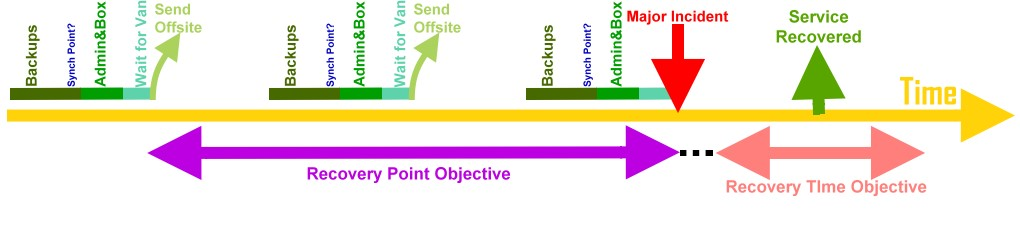 Backups
Synch Point?
Admin&Box
Wait for Van
Send
Offsite
Backups
Synch Point?
Admin&Box
Wait for Van
Send
Offsite
Backups
Synch Point?
Admin&Box
Major Incident
Service
Recovered
Time
Recovery Point Objective
Recovery TIme Objective